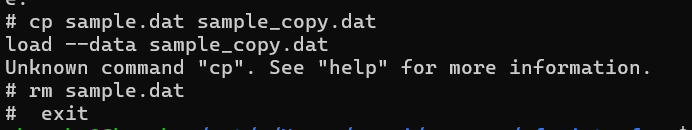 e.
# cp sample.dat sample_copy.dat
load --data sample_copy.dat
Unknown command "cp". See "help" for more information.
# rm sample.dat
#  exit